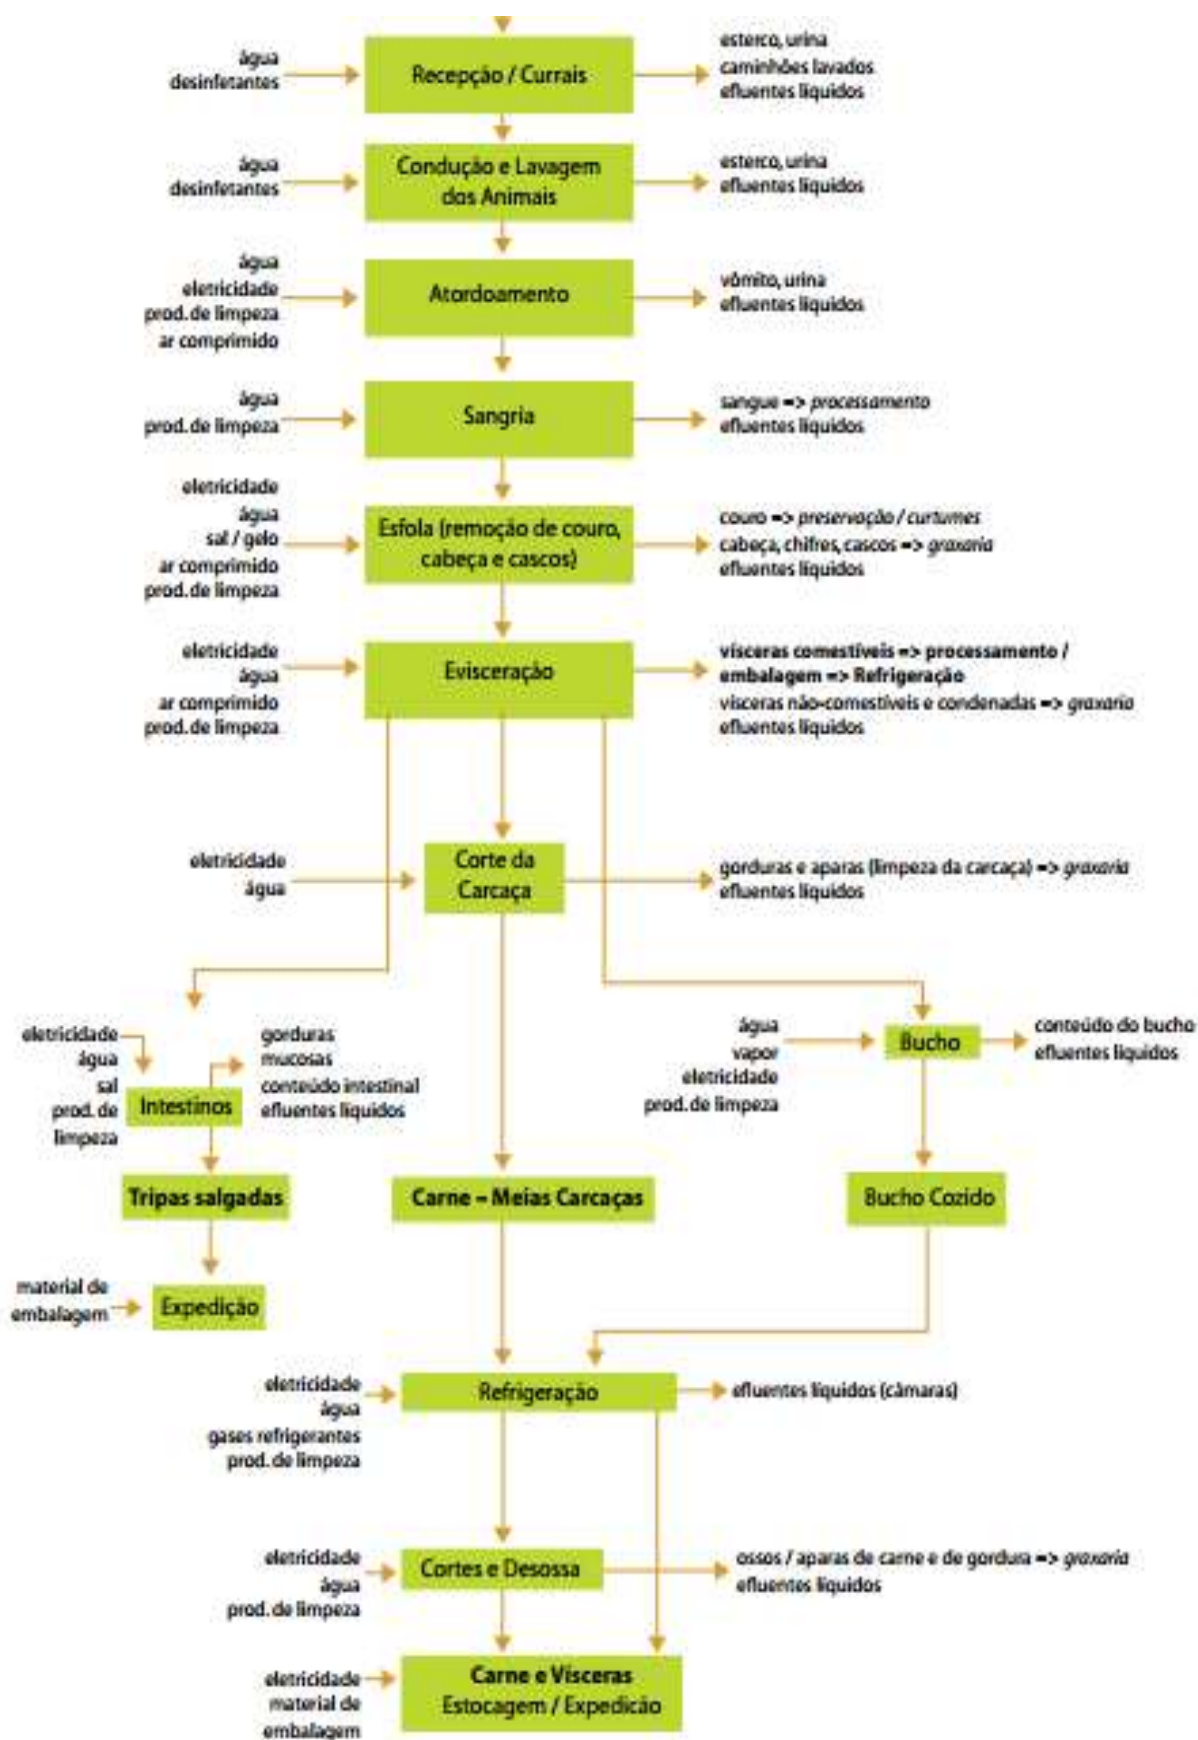 água
desinfetantes
Recepção / Currais
esterco, urina
caminhões lavados
efluentes líquidos
água
desinfetantes
Condução e Lavagem
dos Animais
esterco, urina
efluentes líquidos
água
eletricidade
prod. de limpeza
ar comprimido
Atordoamento
vômito, urina
efluentes líquidos
água
prod. de limpeza
Sangria
sangue => processamento
efluentes líquidos
eletricidade
água
sal / gelo
ar comprimido
prod. de limpeza
Esfola (remoção de couro,
cabeça e cascos)
couro => preservação / curtumes
cabeça, chifres, cascos => graxaria
efluentes líquidos
eletricidade
água
ar comprimido
prod. de limpeza
Evisceração
vísceras comestíveis => processamento /
embalagem => Refrigeração
vísceras não-comestíveis e condenadas => graxaria
efluentes líquidos
eletricidade
água
Corte da
Carcaça
gorduras e aparas (limpeza da carcaça) => graxaria
efluentes líquidos
eletricidade
água
sal
prod. de
limpeza
Intestinos
gorduras
mucosas
conteúdo intestinal
efluentes líquidos
água
vapor
eletricidade
prod. de limpeza
Bucho
conteúdo do bucho
efluentes líquidos
Tripas salgadas
Carne – Meias Carcaças
Bucho Cozido
material de
embalagem
Expedição
eletricidade
água
gases refrigerantes
prod. de limpeza
Refrigeração
efluentes líquidos (câmaras)
eletricidade
água
prod. de limpeza
Cortes e Desossa
ossos / aparas de carne e de gordura => graxaria
efluentes líquidos
eletricidade
material de
embalagem
Carne e Vísceras
Estocagem / Expedição